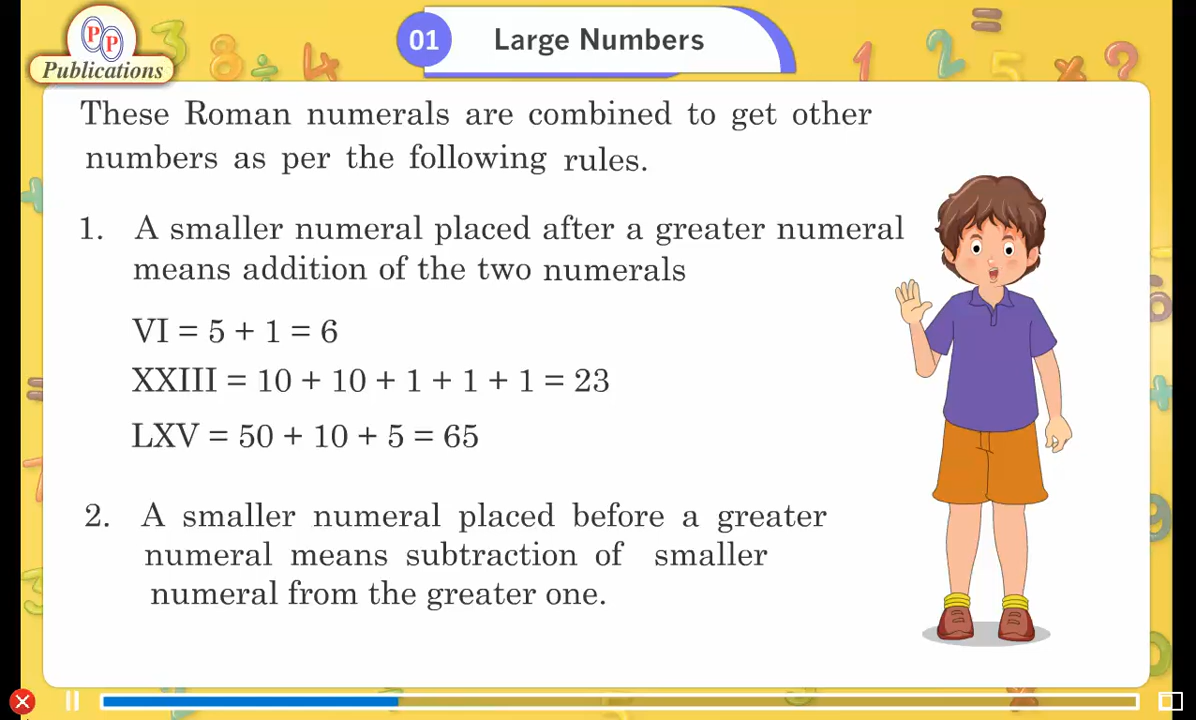 PP
Publications
01
Large Numbers
These Roman numerals are combined to get other
numbers as per the following rules.
1. A smaller numeral placed after a greater numeral
means addition of the two numerals
VI = 5 + 1 = 6
XXIII = 10 + 10 + 1 + 1 + 1 = 23
LXV = 50 + 10 + 5 = 65
2. A smaller numeral placed before a greater
numeral means subtraction of smaller
numeral from the greater one.